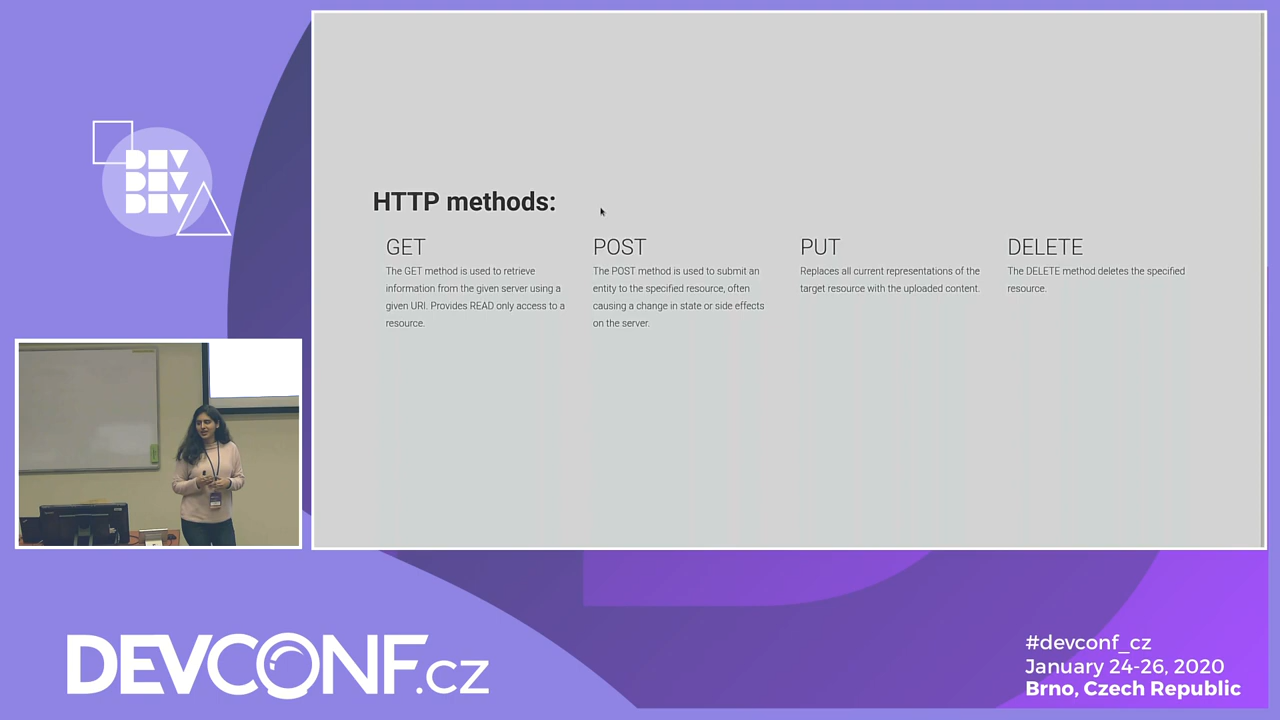 DEV
DEV
DEV
HTTP methods:
GET
The GET method is used to retrieve
information from the given server using a
given URI. Provides READ only access to a
resource.
POST
The POST method is used to submit an
entity to the specified resource, often
causing a change in state or side effects
on the server.
PUT
Replaces all current representations of the
target resource with the uploaded content.
DELETE
The DELETE method deletes the specified
resource.
DEVCONF.cz
#devconf_cz
January 24-26, 2020
Brno, Czech Republic